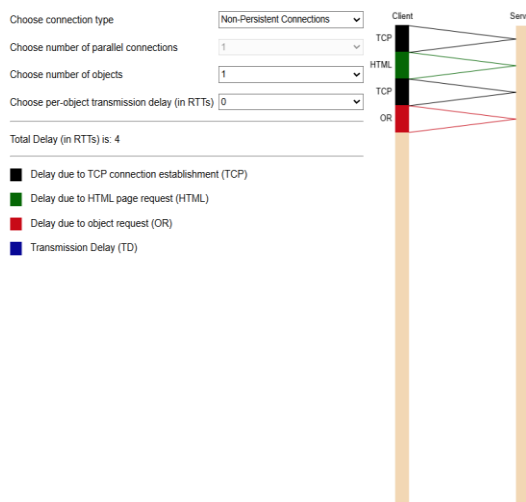 Choose connection type
Non-Persistent Connections
Choose number of parallel connections
1
Choose number of objects
1
Choose per-object transmission delay (in RTTs)
0
Total Delay (in RTTs) is: 4
Delay due to TCP connection establishment (TCP)
Delay due to HTML page request (HTML)
Delay due to object request (OR)
Transmission Delay (TD)
Client
Serv
TCP
HTML
TCP
OR